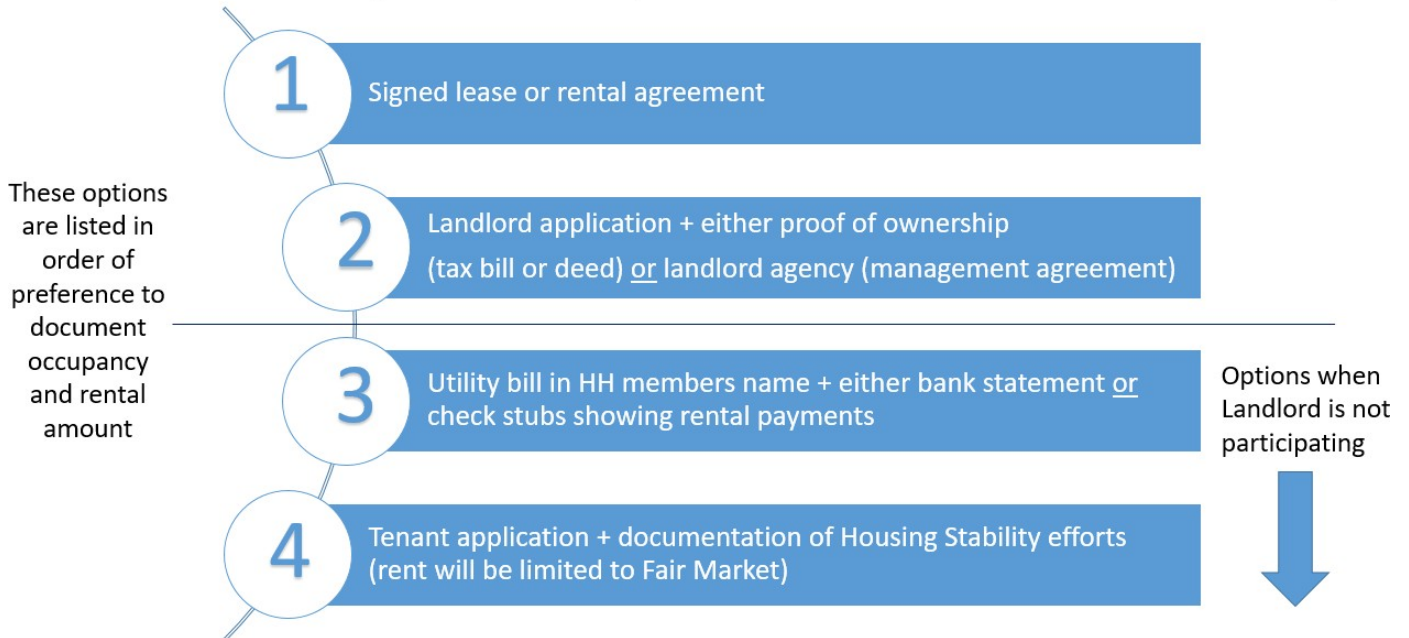 These options
are listed in
order of
preference to
document
occupancy
and rental
amount
1
Signed lease or rental agreement
2
Landlord application + either proof of ownership
(tax bill or deed) or landlord agency (management agreement)
3
Utility bill in HH members name + either bank statement or
check stubs showing rental payments
4
Tenant application + documentation of Housing Stability efforts
(rent will be limited to Fair Market)
Options when
Landlord is not
participating